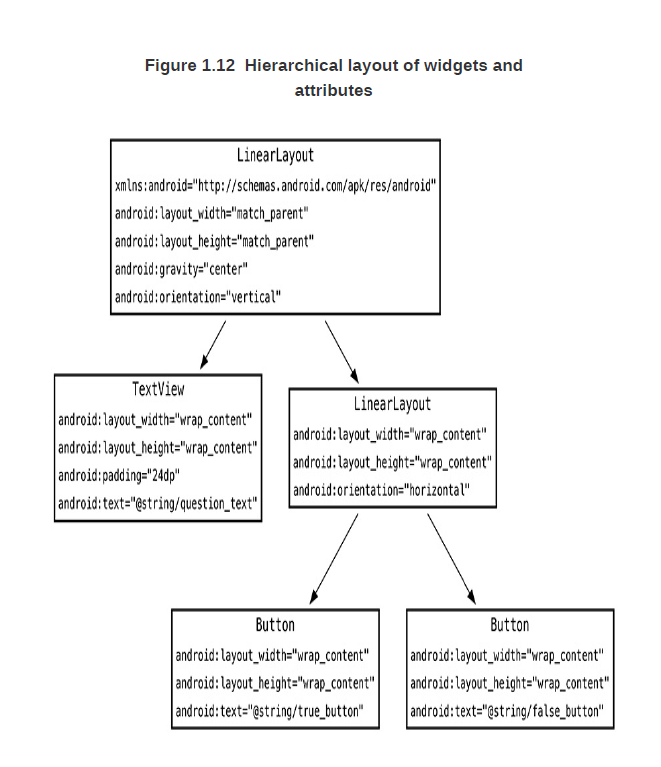 Figure 1.12  Hierarchical layout of widgets and
attributes
LinearLayout
xmlns:android="http://schemas.android.com/apk/res/android"
android:layout_width="match_parent"
android:layout_height="match_parent"
android:gravity="center"
android:orientation="vertical"
TextView
android:layout_width="wrap_content"
android:layout_height="wrap_content"
android:padding="24dp"
android:text="@string/question_text"
LinearLayout
android:layout_width="wrap_content"
android:layout_height="wrap_content"
android:orientation="horizontal"
Button
android:layout_width="wrap_content"
android:layout_height="wrap_content"
android:text="@string/true_button"
Button
android:layout_width="wrap_content"
android:layout_height="wrap_content"
android:text="@string/false_button"